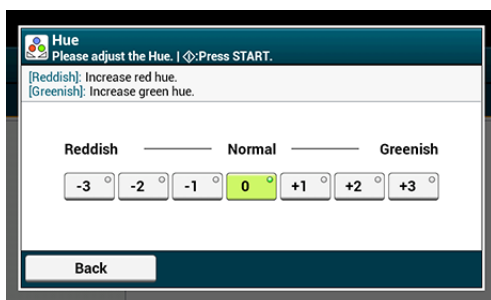 Hue
Please adjust the Hue. | :Press START.
[Reddish]: Increase red hue.
[Greenish]: Increase green hue.
Reddish Normal Greenish
-3 -2 -1 0 +1 +2 +3
Back